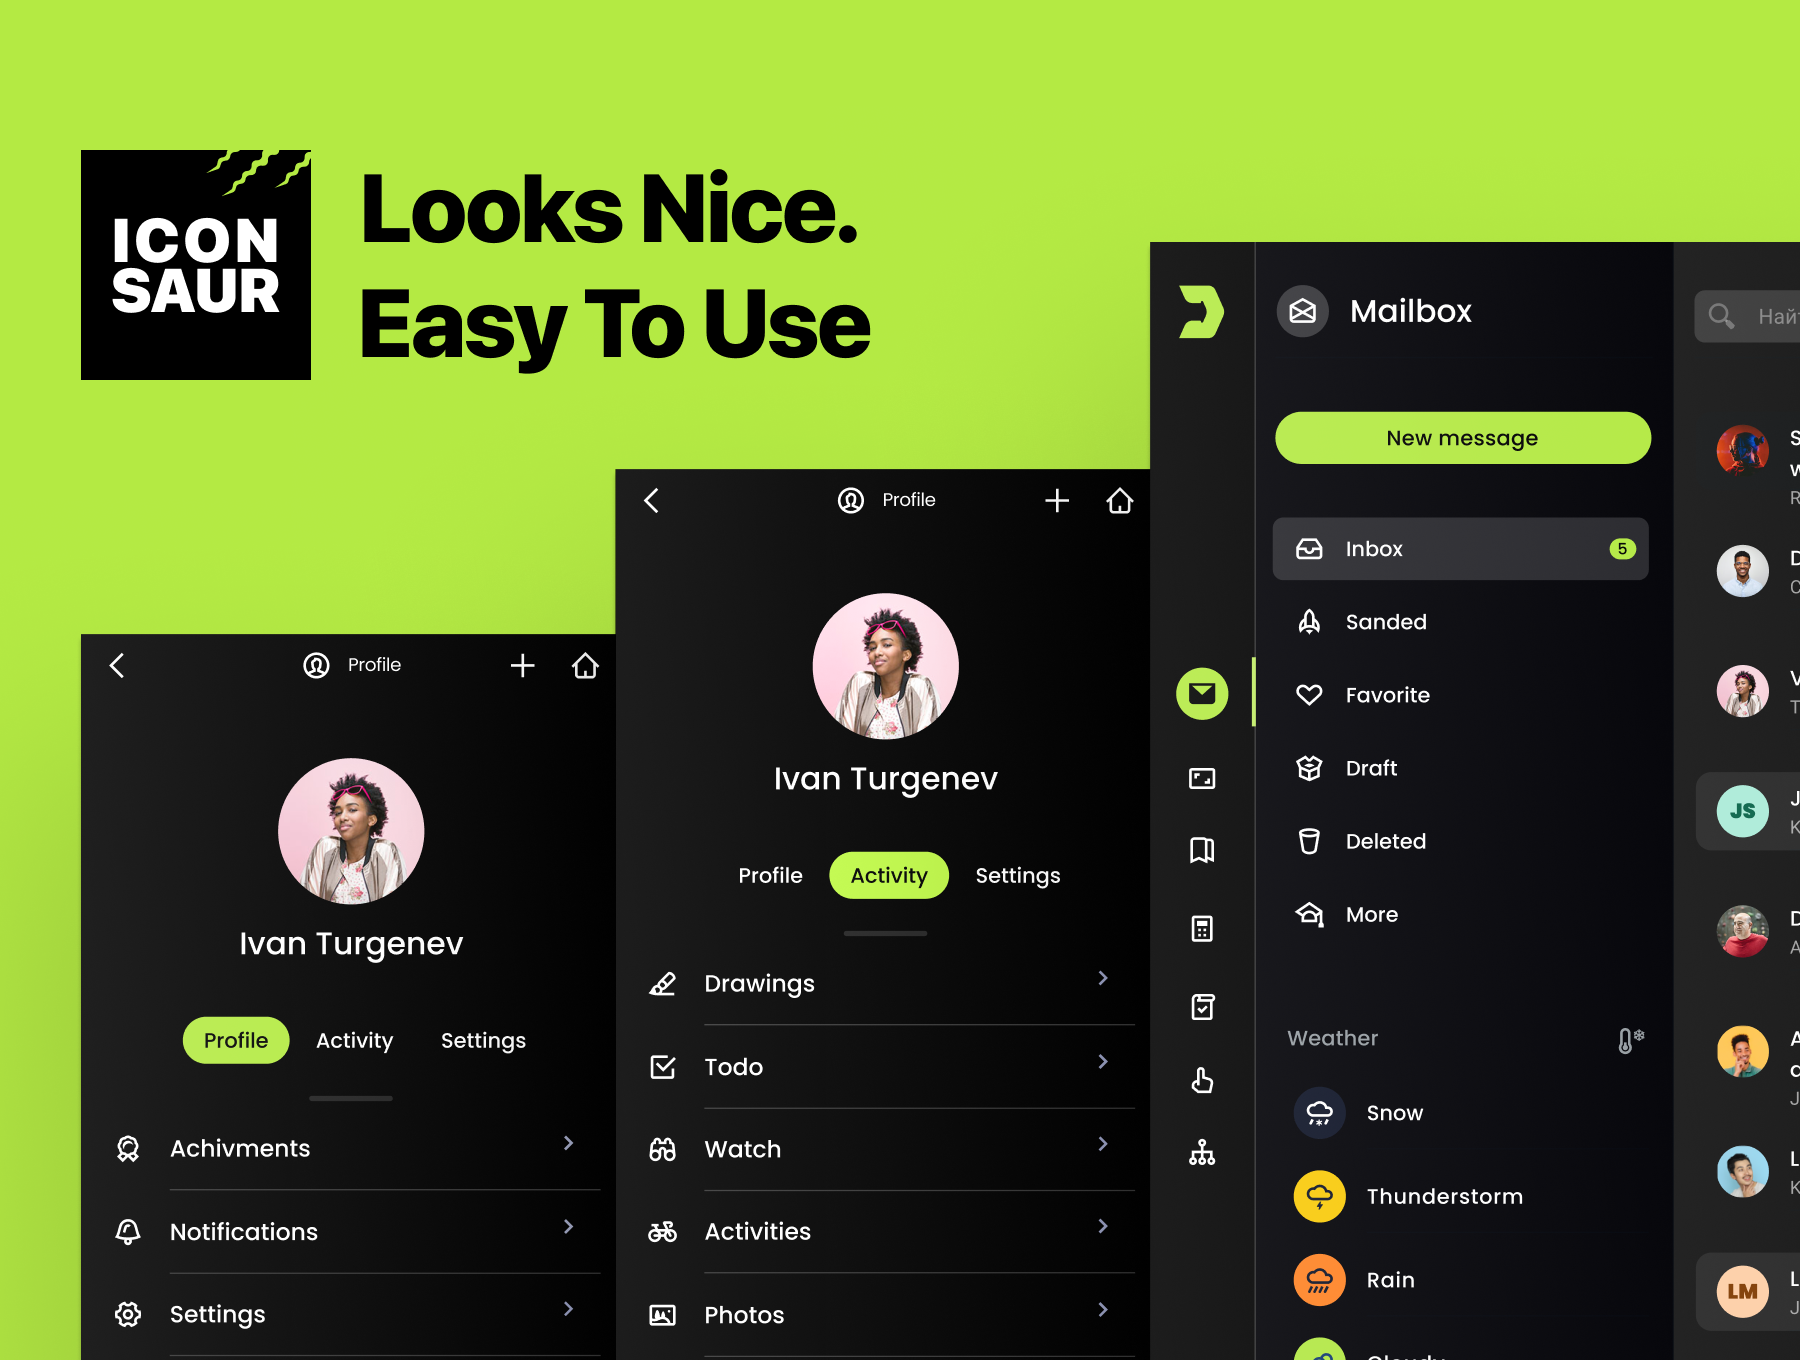 ICON
SAUR
Looks Nice.
Easy To Use
Profile
Ivan Turgenev
Profile
Activity
Settings
Achivments
Notifications
Settings
Profile
Ivan Turgenev
Profile
Activity
Settings
Drawings
Todo
Watch
Activities
Photos
Mailbox
New message
Inbox
5
Sanded
Favorite
Draft
Deleted
More
Weather
Snow
Thunderstorm
Rain
JS
LM